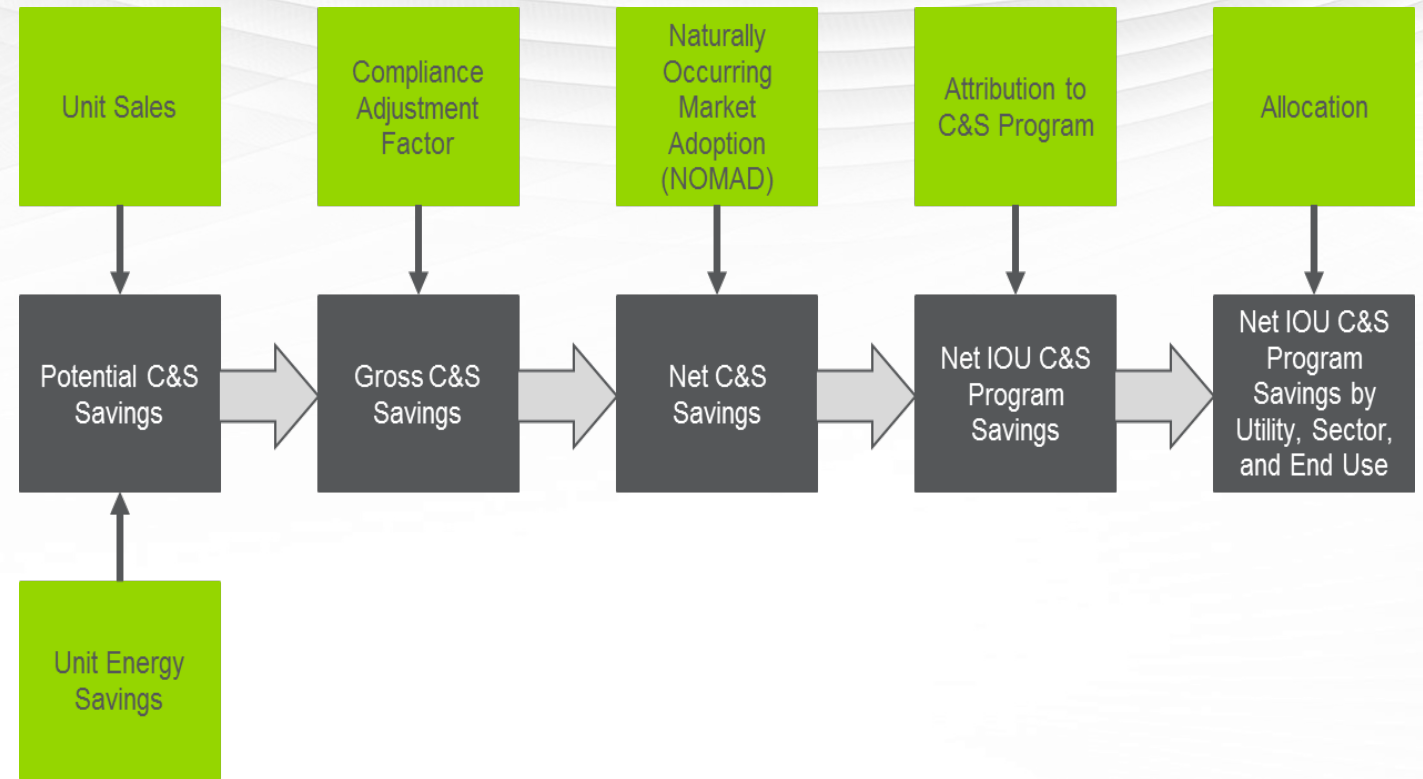 Unit Sales
Compliance
Adjustment
Factor
Naturally
Occurring
Market
Adoption
(NOMAD)
Attribution to
C&S Program
Allocation
Potential C&S
Savings
Gross C&S
Savings
Net C&S
Savings
Net IOU C&S
Program
Savings
Net IOU C&S
Program
Savings by
Utility, Sector,
and End Use
Unit Energy
Savings